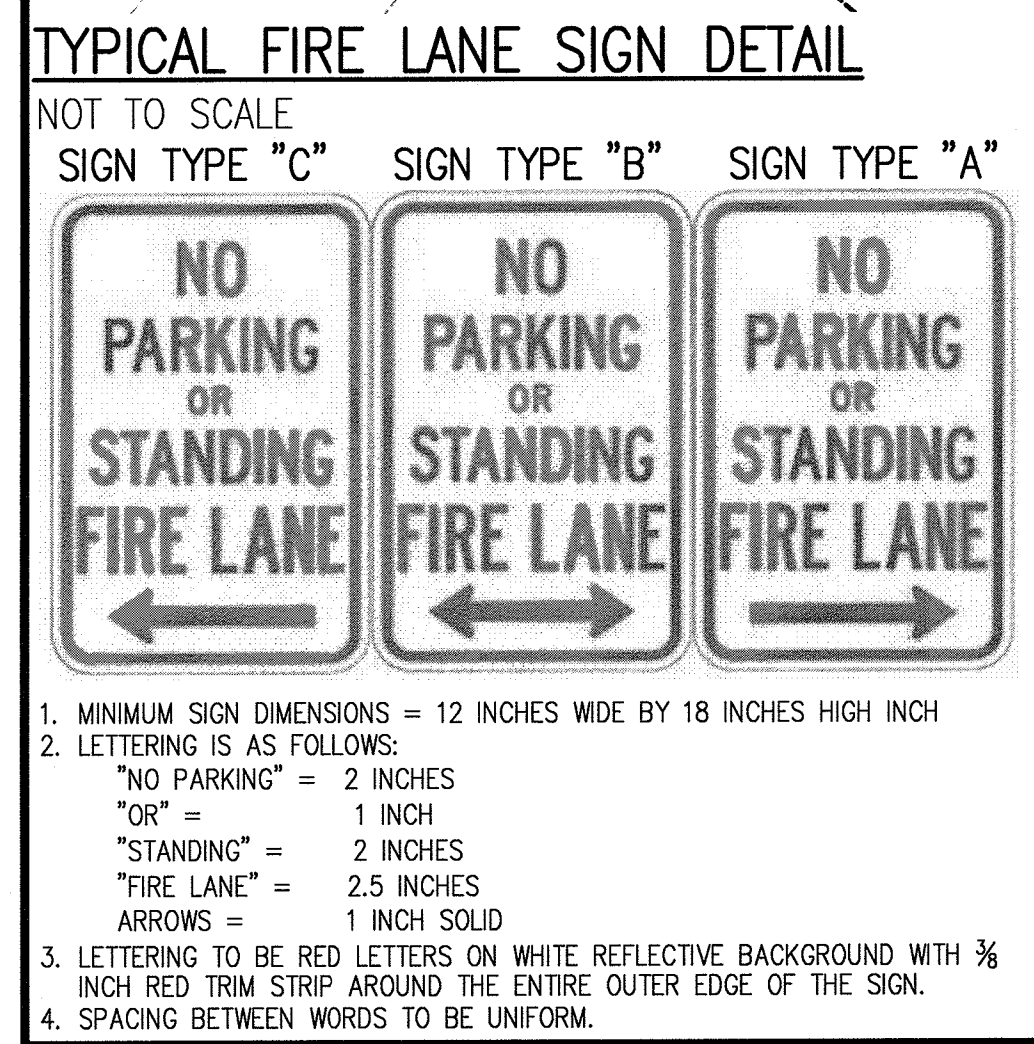 TYPICAL FIRE LANE SIGN DETAIL
NOT TO SCALE
SIGN TYPE "C" SIGN TYPE "B" SIGN TYPE "A"
NO
PARKING
OR
STANDING
FIRE LANE
NO
PARKING
OR
STANDING
FIRE LANE
NO
PARKING
OR
STANDING
FIRE LANE
1. MINIMUM SIGN DIMENSIONS = 12 INCHES WIDE BY 18 INCHES HIGH INCH
2. LETTERING IS AS FOLLOWS:
"NO PARKING" = 2 INCHES
"OR" = 1 INCH
"STANDING" = 2 INCHES
"FIRE LANE" = 2.5 INCHES
ARROWS = 1 INCH SOLID
3. LETTERING TO BE RED LETTERS ON WHITE REFLECTIVE BACKGROUND WITH ⅜
INCH RED TRIM STRIP AROUND THE ENTIRE OUTER EDGE OF THE SIGN.
4. SPACING BETWEEN WORDS TO BE UNIFORM.